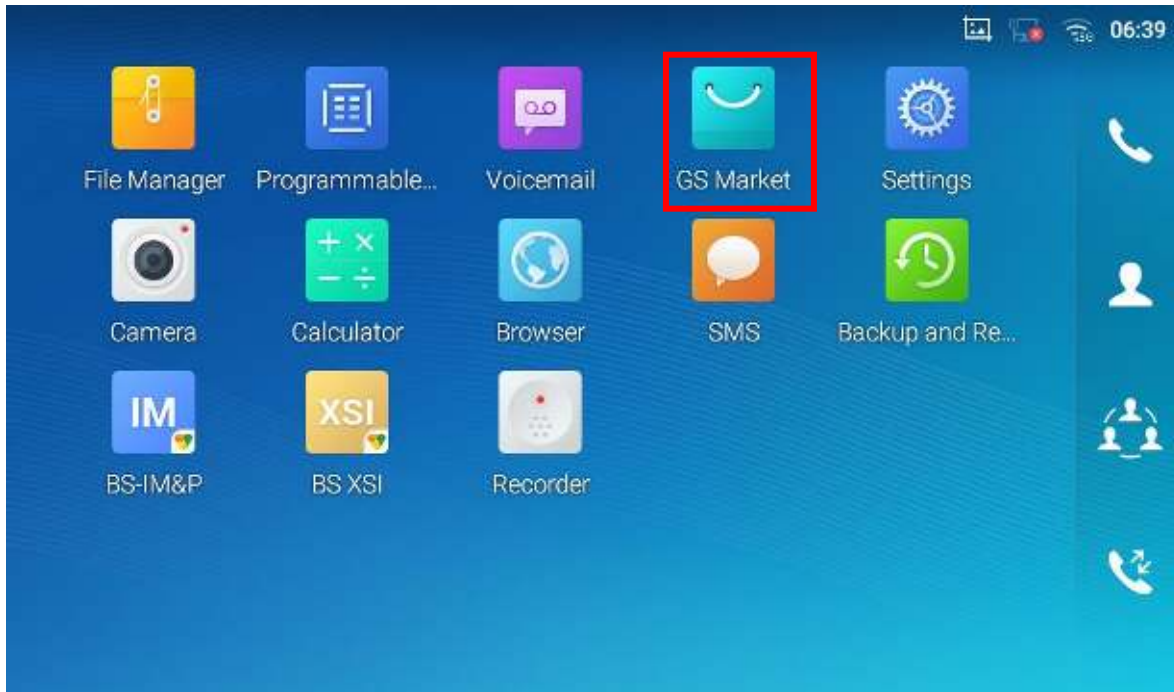 06:39
File Manager Programmable... Voicemail GS Market Settings
Camera Calculator Browser SMS Backup and Re...
IM XSI
BS-IM&P BS XSI Recorder